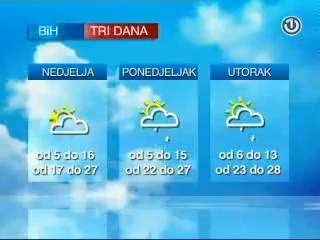 BiH TRI DANA
NEDJELJA PONEDJELJAK UTORAK
od 5 do 16 od 5 do 15 od 6 do 13
od 17 do 27 od 22 do 27 od 23 do 28